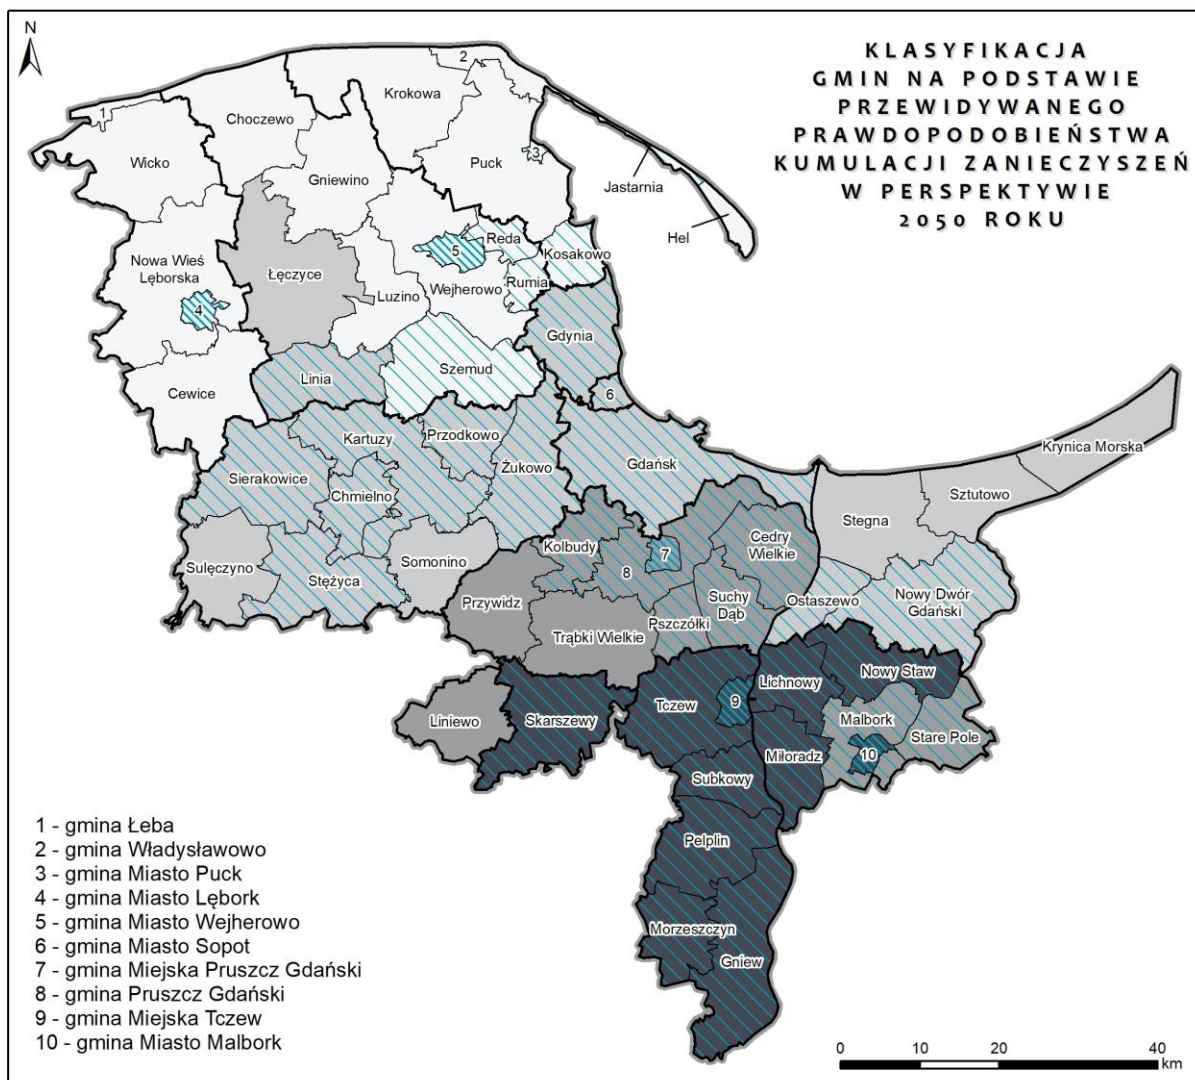 N
KLASYFIKACJA
GMIN NA PODSTAWIE
PRZEWIDYWANEGO
PRAWDOPODOBIEŃSTWA
KUMULACJI ZANIECZYSZEŃ
W PERSPEKTYWIE
2050 ROKU
2
Krokowa
1
Choczewo
3
Wicko
Puck
Gniewino
Jastarnia
Hel
Reda
5
Kosakowo
Nowa Wieś
Lęborska
Łęczyce
Rumia
Luzino
Wejherowo
4
Gdynia
Szemud
Linia
Cewice
6
Kartuzy
Przodkowo
Krynica Morska
Żukowo
Gdańsk
Sierakowice
Chmielno
Sztutowo
Stegna
Cedry
Wielkie
Kolbudy
7
Somonino
8
Sulęczyno
Stężyca
Suchy
Dąb
Nowy Dwór
Gdański
Przywidz
Ostaszewo
Pszczółki
Trąbki Wielkie
Nowy Staw
Lichnowy
Tczew
9
Liniewo
Skarszewy
Malbork
Stare Pole
10
Miłoradz
Subkowy
Pelplin
Morzeszczyn
Gniew
1 - gmina Łeba
2 - gmina Władysławowo
3 - gmina Miasto Puck
4 - gmina Miasto Lębork
5 - gmina Miasto Wejherowo
6 - gmina Miasto Sopot
7 - gmina Miejska Pruszcz Gdański
8 - gmina Pruszcz Gdański
9 - gmina Miejska Tczew
10 - gmina Miasto Malbork
0 10 20 40
km